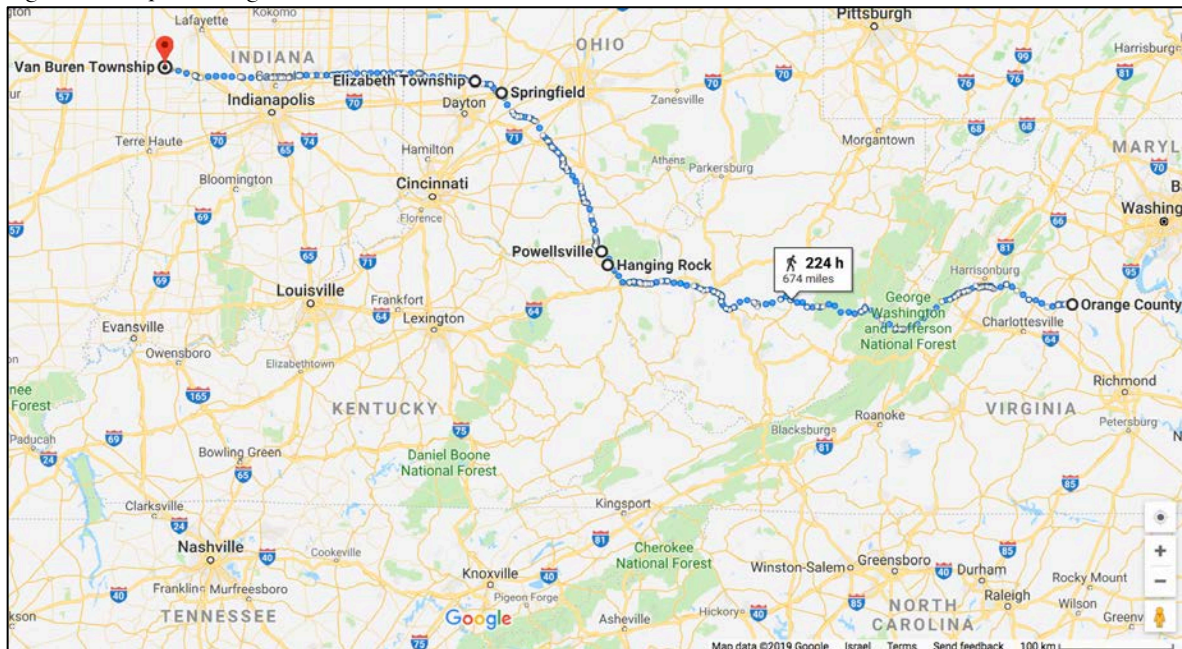 Lafayette
Kokomo
Pittsburgh
OHIO
Harrisburg
INDIANA
Van Buren Township
Elizabeth Township
Springfield
Indianapolis
Dayton
Zanesville
Terre Haute
Morgantown
MARYL
Hamilton
Athens
Parkersburg
Bloomington
Cincinnati
Washing
Florence
Powellsville
Hanging Rock
224 h
674 miles
Harrisonburg
Louisville
Frankfort
Lexington
George
Washington
and Jefferson
National Forest
Orange County
Charlottesville
Evansville
Owensboro
Elizabethtown
Richmond
KENTUCKY
VIRGINIA
Roanoke
Petersburg
nee
Forest
Paducah
Blacksburg
Bowling Green
Daniel Boone
National Forest
Kingsport
Clarksville
Nashville
Cookeville
Cherokee
National Forest
Winston-Salem
Greensboro
Durham
Rocky Mount
Knoxville
Franklin
Murfreesboro
Pigeon Forge
Raleigh
Wilson
TENNESSEE
Google
Asheville
Hickory
NORTH
CAROLINA
Greenv
kson
Map data ©2019 Google Israel Terms Send feedback 100 km